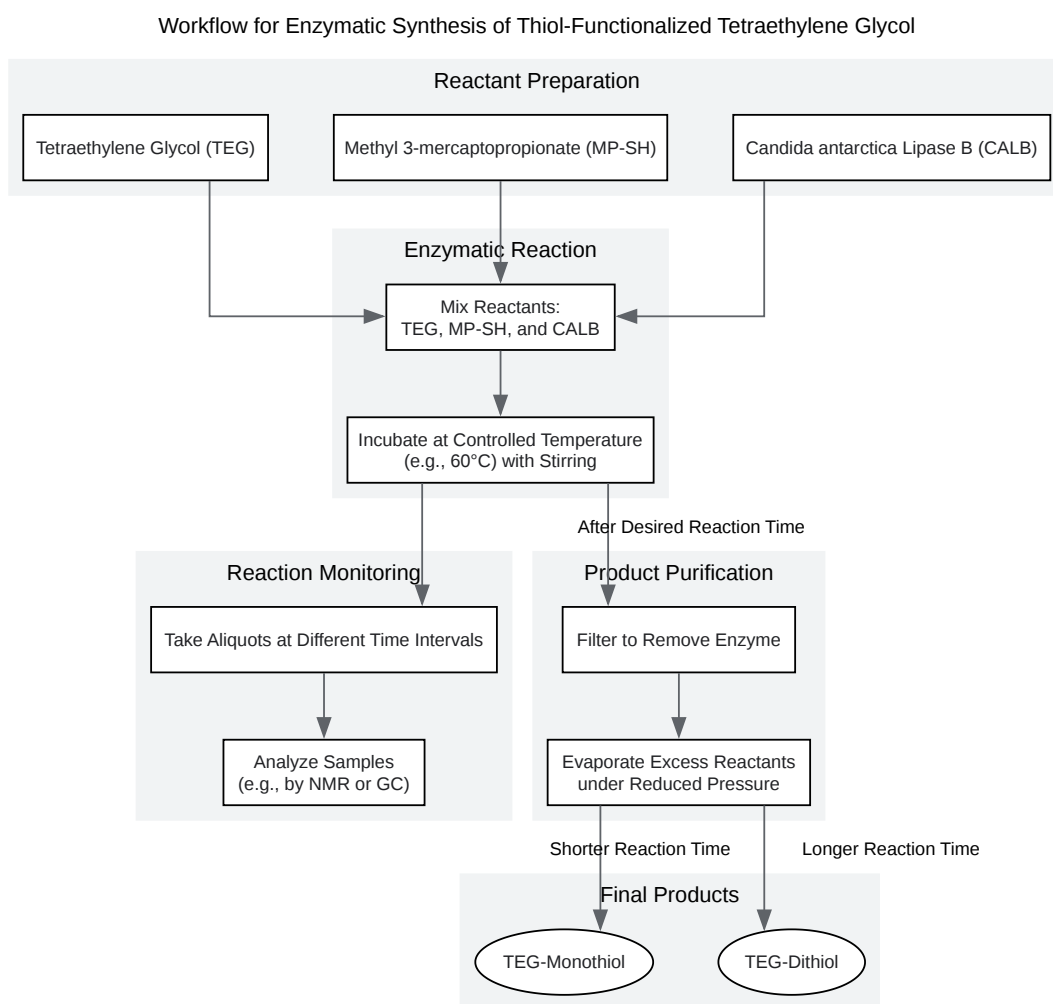 Workflow for Enzymatic Synthesis of Thiol-Functionalized Tetraethylene Glycol
Reactant Preparation
Tetraethylene Glycol (TEG)
Methyl 3-mercaptopropionate (MP-SH)
Candida antarctica Lipase B (CALB)
Enzymatic Reaction
Mix Reactants:
TEG, MP-SH, and CALB
Incubate at Controlled Temperature
(e.g., 60°C) with Stirring
After Desired Reaction Time
Reaction Monitoring
Take Aliquots at Different Time Intervals
Analyze Samples
(e.g., by NMR or GC)
Product Purification
Filter to Remove Enzyme
Evaporate Excess Reactants
under Reduced Pressure
Shorter Reaction Time
Longer Reaction Time
Final Products
TEG-Monothiol
TEG-Dithiol